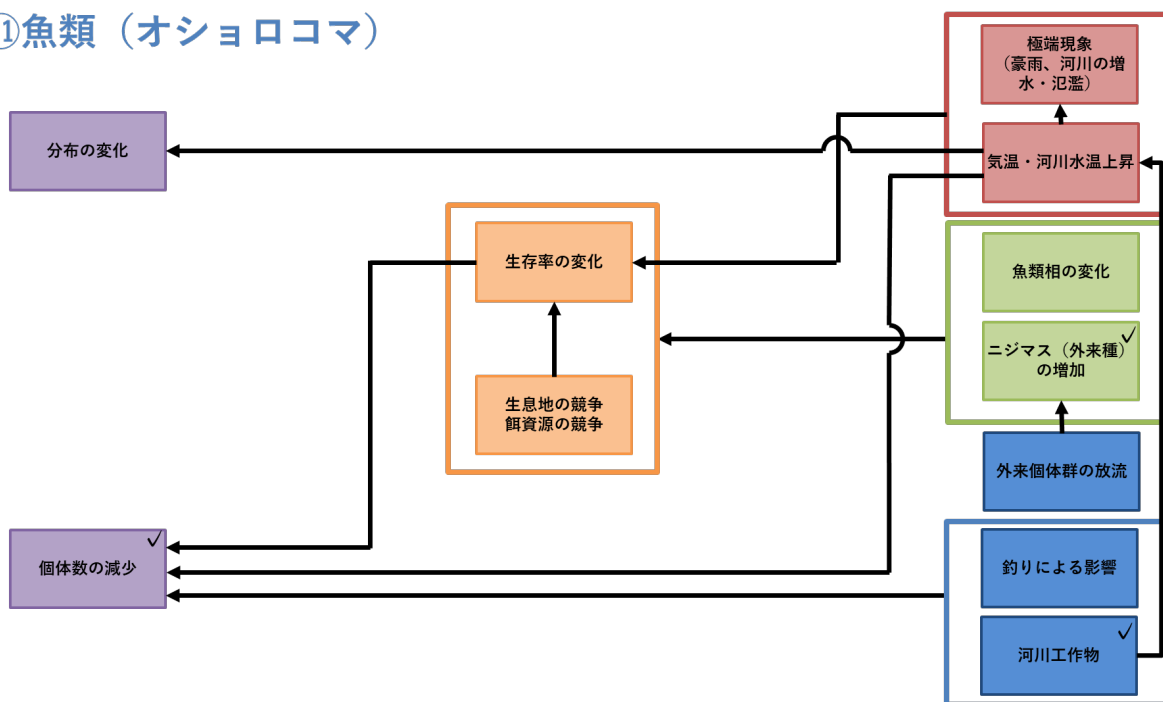 ①魚類（オショロコマ）
極端現象
（豪雨、河川の増
水・氾濫）
分布の変化
気温・河川水温上昇
生存率の変化
魚類相の変化
ニジマス（外来種）
の増加
生息地の競争
餌資源の競争
外来個体群の放流
個体数の減少
釣りによる影響
河川工作物